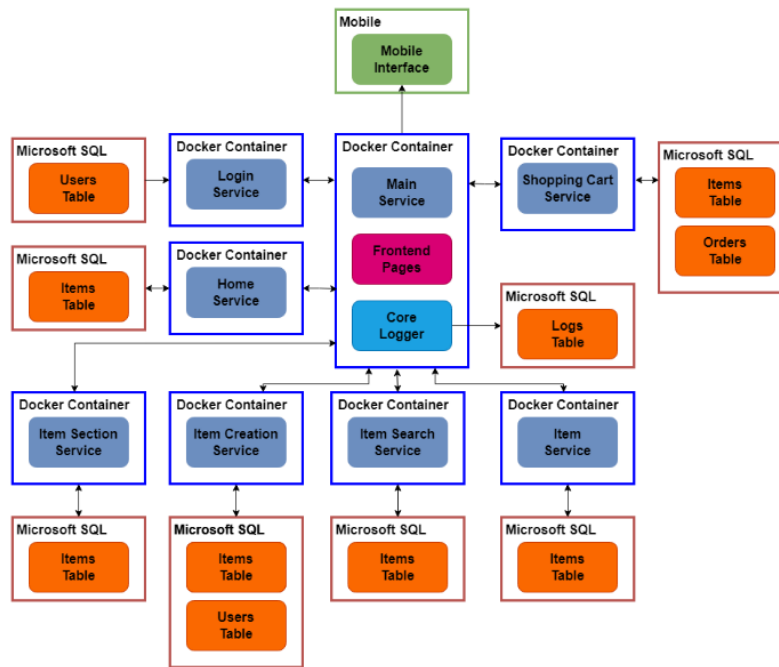 Mobile
Mobile
Interface
Microsoft SQL
Users
Table
Docker Container
Login
Service
Docker Container
Main
Service
Frontend
Pages
Core
Logger
Docker Container
Shopping Cart
Service
Microsoft SQL
Items
Table
Orders
Table
Microsoft SQL
Items
Table
Docker Container
Home
Service
Microsoft SQL
Logs
Table
Docker Container
Item Section
Service
Docker Container
Item Creation
Service
Docker Container
Item Search
Service
Docker Container
Item
Service
Microsoft SQL
Items
Table
Microsoft SQL
Items
Table
Users
Table
Microsoft SQL
Items
Table
Microsoft SQL
Items
Table